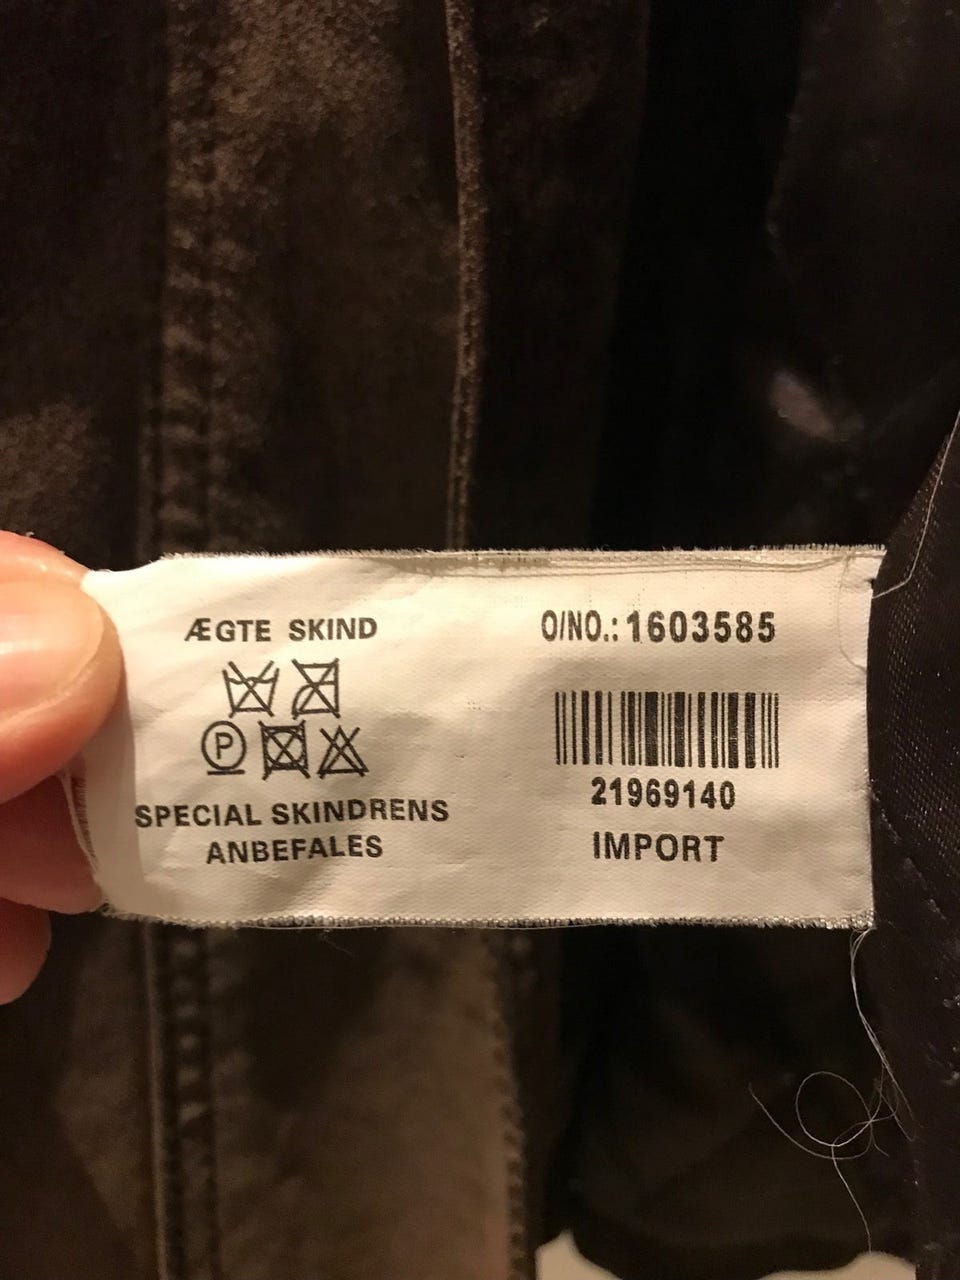 ÆGTE SKIND
P
SPECIAL SKINDRENS
ANBEFALES
O/NO.: 1603585
21969140
IMPORT